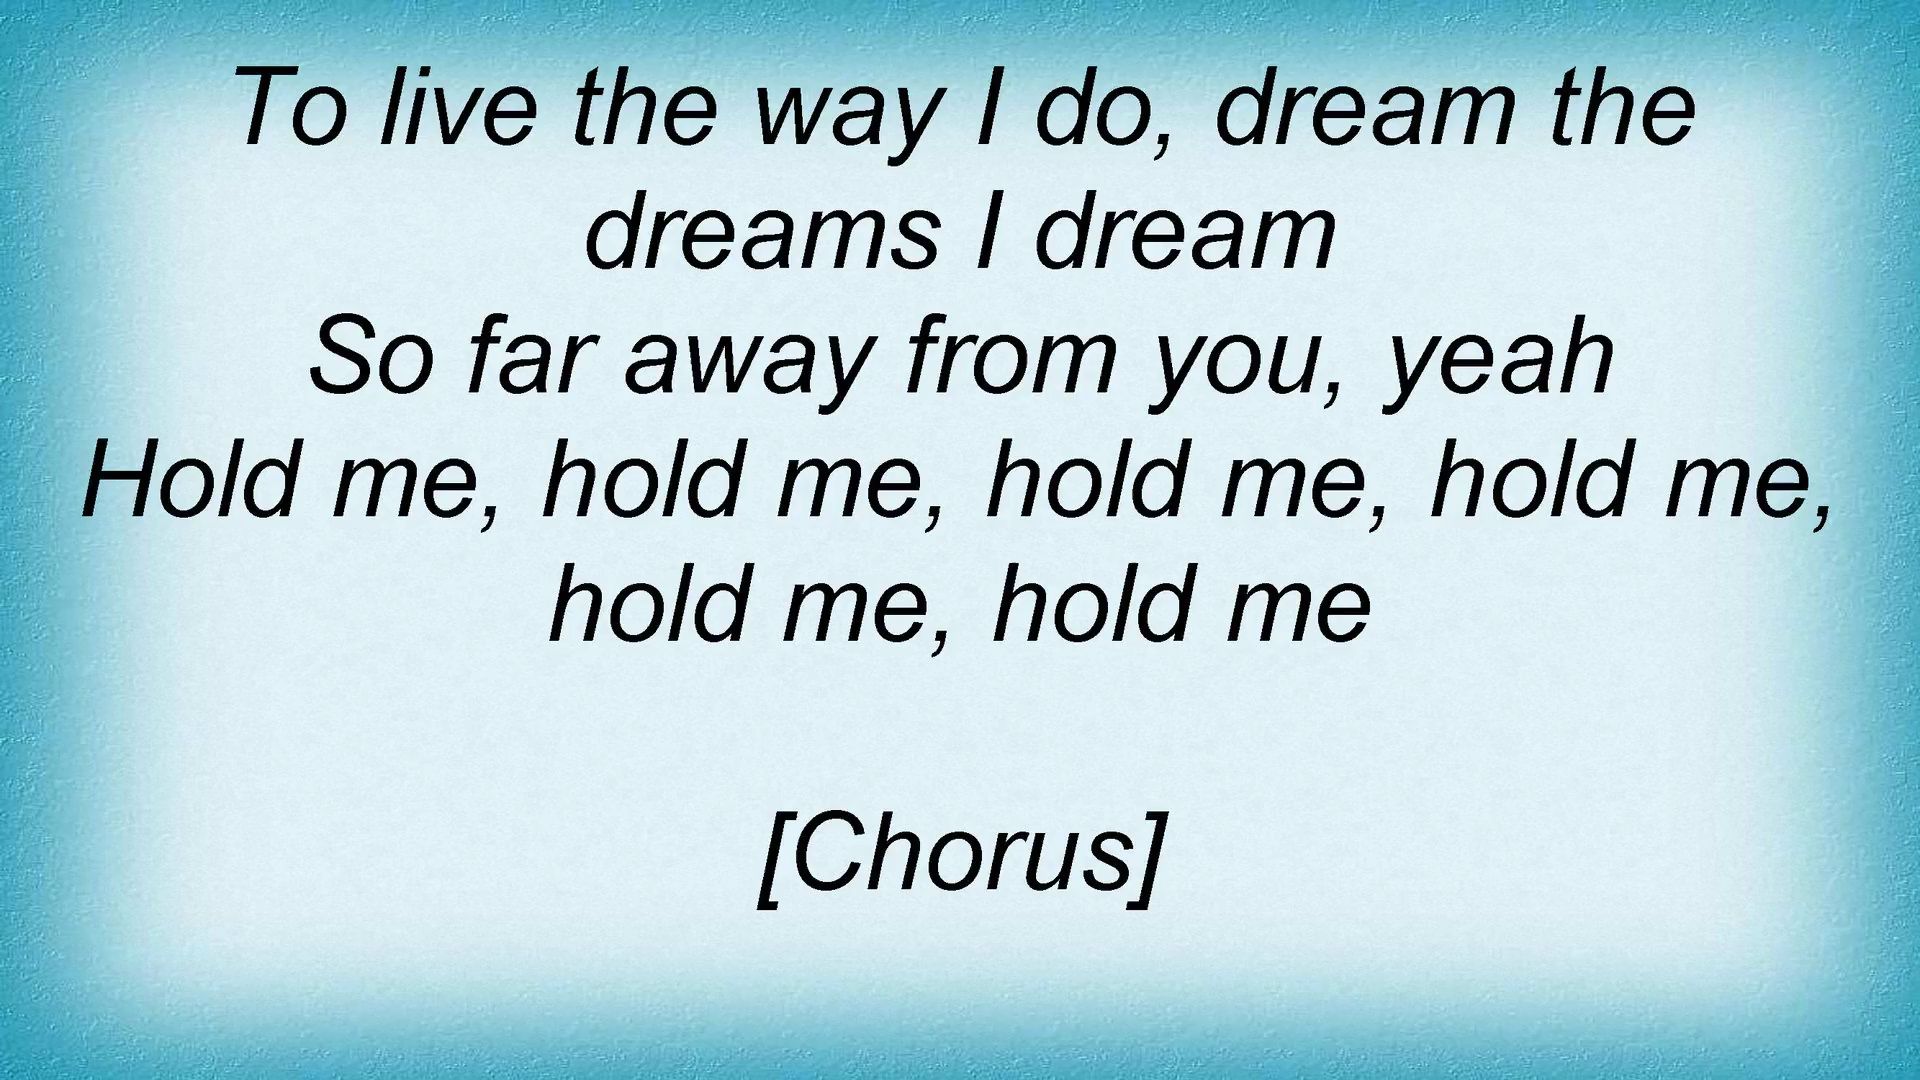 To live the way I do, dream the
dreams I dream
So far away from you, yeah
Hold me, hold me, hold me, hold me,
hold me, hold me
[Chorus]